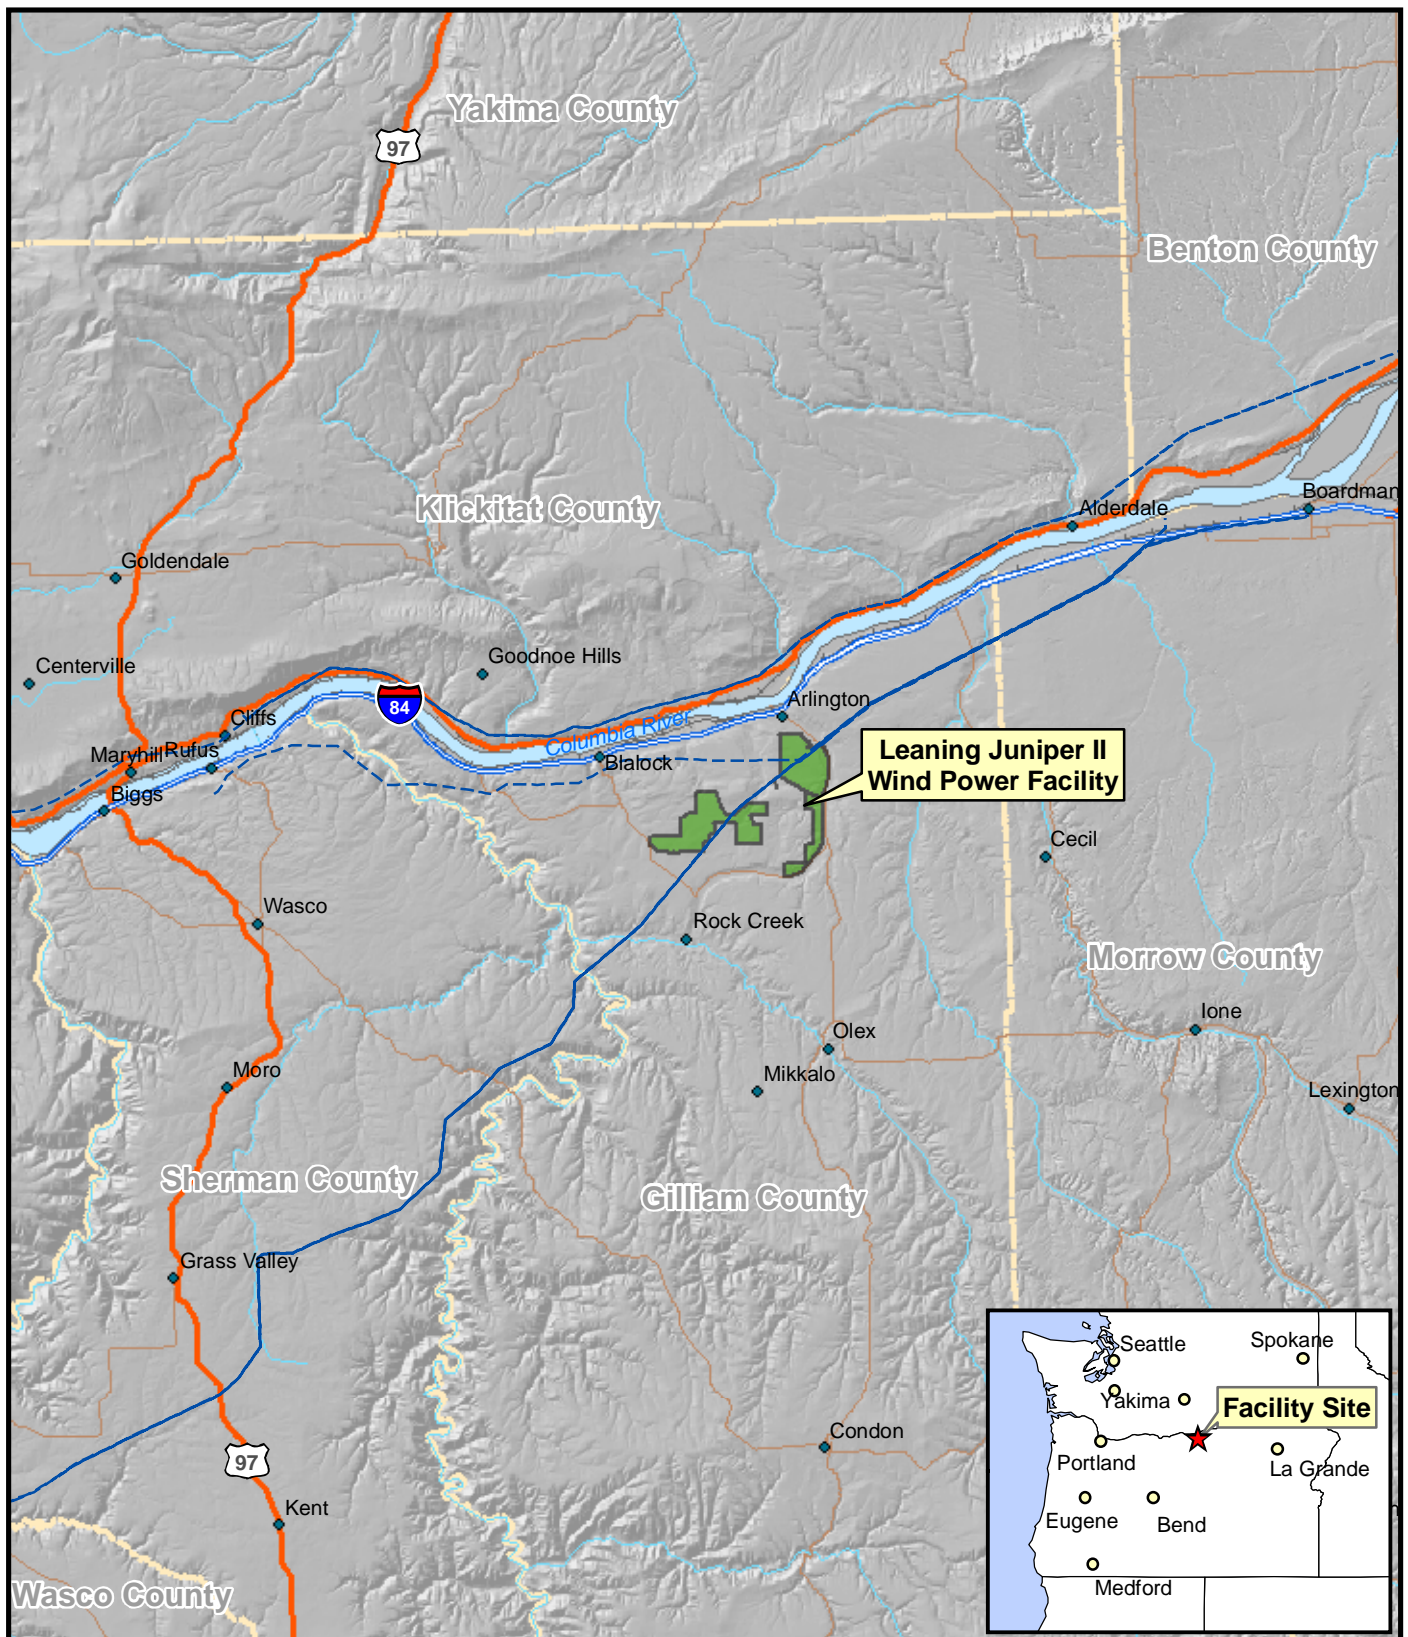 Yakima County
97
Benton County
Klickitat County
Boardman
Alderdale
Goldendale
Goodnoe Hills
Centerville
Arlington
84
Cliffs
Columbia River
Maryhill
Rufus
Blalock
Leaning Juniper II
Wind Power Facility
Biggs
Cecil
Wasco
Rock Creek
Morrow County
Ione
Olex
Moro
Mikkalo
Lexington
Sherman County
Gilliam County
Grass Valley
Seattle
Spokane
Yakima
Facility Site
Condon
97
Portland
La Grande
Kent
Eugene
Bend
Wasco County
Medford